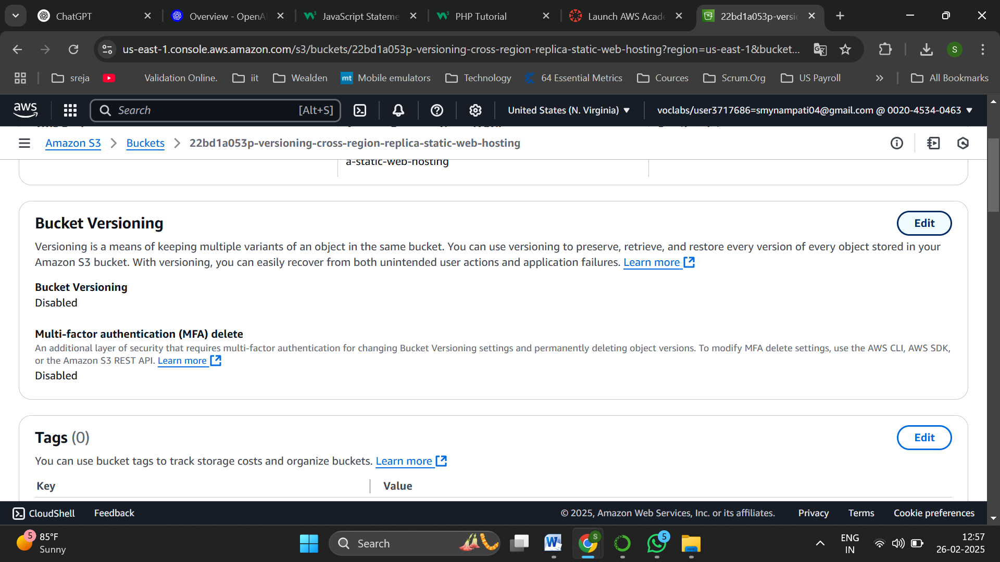 ChatGPT
Overview - OpenAI
JavaScript Stateme
PHP Tutorial
Launch AWS Acade
22bd1a053p-versio
us-east-1.console.aws.amazon.com/s3/buckets/22bd1a053p-versioning-cross-region-replica-static-web-hosting?region=us-east-1&bucket...
S
sreja
Validation Online.
iit
Wealden
mt
Mobile emulators
Technology
64 Essential Metrics
Cources
Scrum.Org
US Payroll
All Bookmarks
aws
Search
[Alt+S]
United States (N. Virginia)
voclabs/user3717686=smynampati04@gmail.com @ 0020-4534-0463
Amazon S3
Buckets
22bd1a053p-versioning-cross-region-replica-static-web-hosting
a-static-web-hosting
Bucket Versioning
Edit
Versioning is a means of keeping multiple variants of an object in the same bucket. You can use versioning to preserve, retrieve, and restore every version of every object stored in your
Amazon S3 bucket. With versioning, you can easily recover from both unintended user actions and application failures. Learn more
Bucket Versioning
Disabled
Multi-factor authentication (MFA) delete
An additional layer of security that requires multi-factor authentication for changing Bucket Versioning settings and permanently deleting object versions. To modify MFA delete settings, use the AWS CLI, AWS SDK,
or the Amazon S3 REST API. Learn more
Disabled
Tags (0)
Edit
You can use bucket tags to track storage costs and organize buckets. Learn more
Key
Value
CloudShell
Feedback
© 2025, Amazon Web Services, Inc. or its affiliates.
Privacy
Terms
Cookie preferences
5
85°F
Sunny
Search
W
S
5
ENG
IN
12:57
26-02-2025